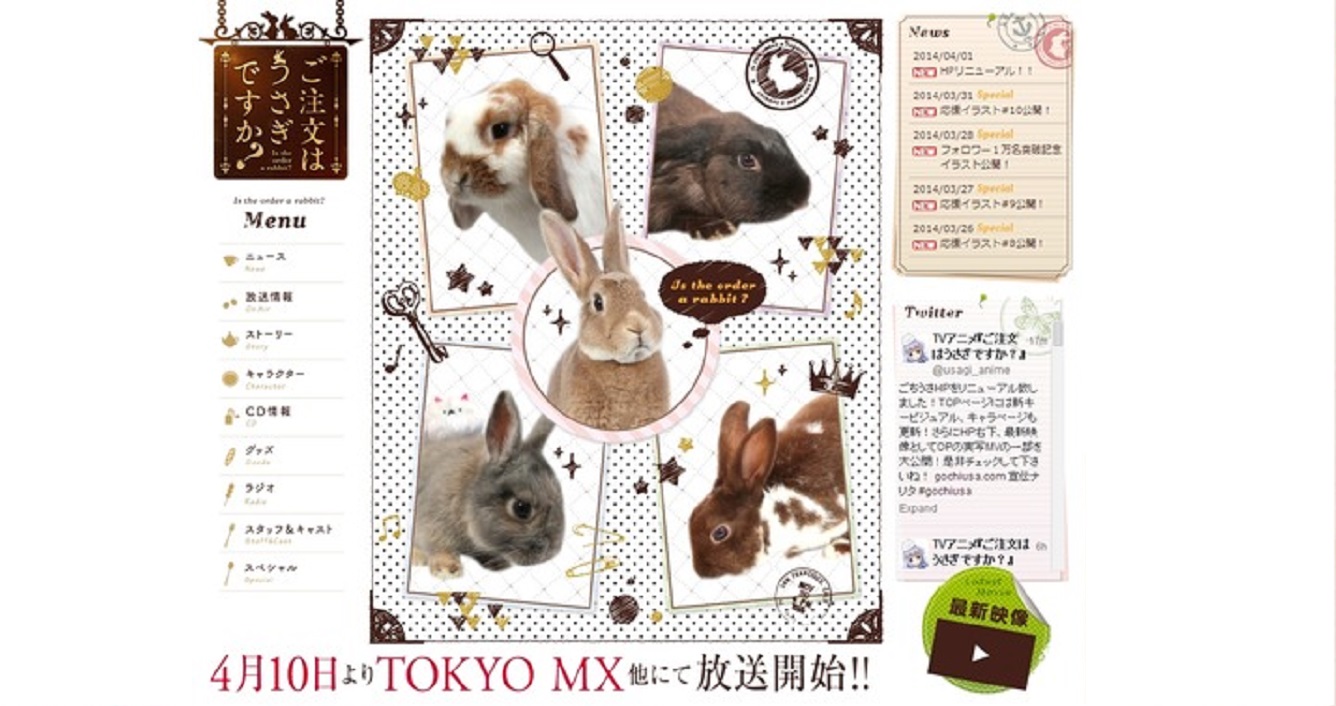 ご注文は
うさぎ
ですか?
Is the
order
a rabbit?
Is the order a rabbit?
Menu
ニュース
News
放送情報
On Air
ストーリー
Story
キャラクター
Character
CD情報
CD
グッズ
Goods
ラジオ
Radio
スタッフ&キャスト
Staff&Cast
スペシャル
Special
Is the order
a rabbit?
4月10日よりTOKYO MX他にて放送開始!!
News
2014/04/01
NEW HPリニューアル!!
2014/03/31 Special
NEW 応援イラスト#10公開!
2014/03/28 Special
NEW フォロワー1万名突破記念
イラスト公開!
2014/03/27 Special
NEW 応援イラスト#9公開!
2014/03/26 Special
NEW 応援イラスト#8公開!
Twitter
TVアニメ『ご注文
はうさぎですか?』
@usagi_anime
ごちうさHPをリニューアル致し
ました!TOPページには新キ
ービジュアル、キャラページも
更新!さらにHP右下、最新映
像としてOPの実写MVの一部を
大公開!是非チェックして下さ
いね! gochiusa.com 宣伝ナ
リタ #gochiusa
Expand
TVアニメ『ご注文は 6h
うさぎですか?』
Latest
Movie
最新映像